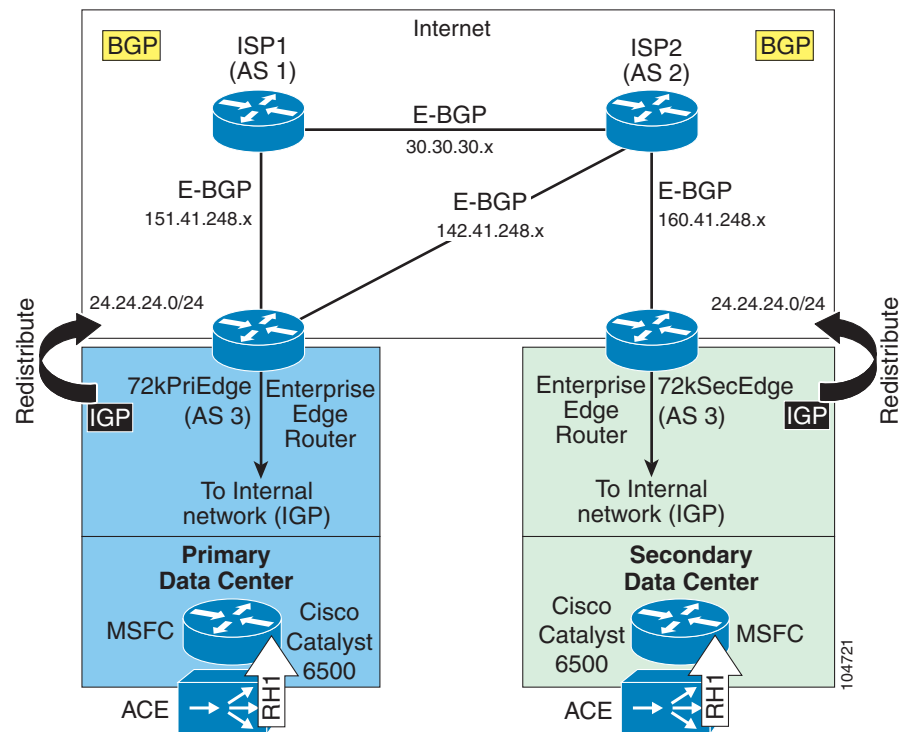 Internet
BGP
ISP1
(AS 1)
ISP2
(AS 2)
BGP
E-BGP
30.30.30.x
E-BGP
151.41.248.x
E-BGP
142.41.248.x
160.41.248.x
24.24.24.0/24
24.24.24.0/24
Redistribute
Redistribute
IGP
72kPriEdge
(AS 3)
Enterprise
Edge
Router
Enterprise
Edge
Router
72kSecEdge
(AS 3)
IGP
To Internal
network (IGP)
To Internal
network (IGP)
Primary
Data Center
Secondary
Data Center
MSFC
Cisco
Catalyst
6500
Cisco
Catalyst
6500
MSFC
ACE
RH1
ACE
RH1
104721